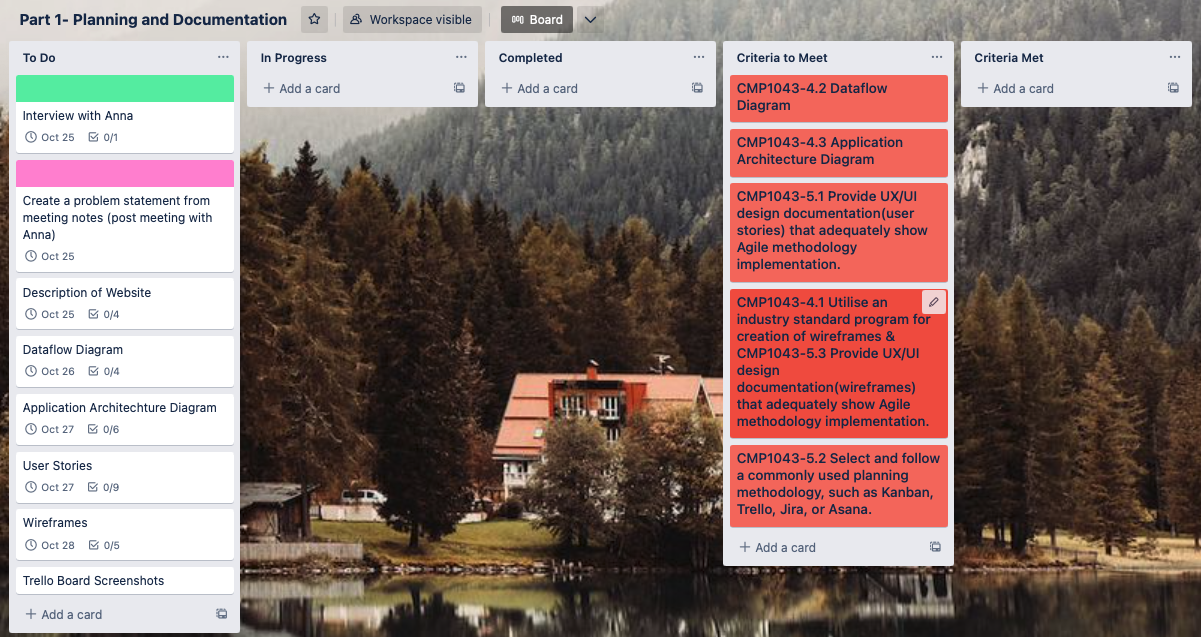 Part 1- Planning and Documentation
Workspace visible
Board
To Do
Interview with Anna
Oct 25 0/1
Create a problem statement from
meeting notes (post meeting with
Anna)
Oct 25
Description of Website
Oct 25 0/4
Dataflow Diagram
Oct 26 0/4
Application Architechture Diagram
Oct 27 0/6
User Stories
Oct 27 0/9
Wireframes
Oct 28 0/5
Trello Board Screenshots
Add a card
In Progress
Add a card
Completed
Add a card
Criteria to Meet
CMP1043-4.2 Dataflow
Diagram
CMP1043-4.3 Application
Architecture Diagram
CMP1043-5.1 Provide UX/UI
design documentation(user
stories) that adequately show
Agile methodology
implementation.
CMP1043-4.1 Utilise an
industry standard program for
creation of wireframes &
CMP1043-5.3 Provide UX/UI
design
documentation(wireframes)
that adequately show Agile
methodology implementation.
CMP1043-5.2 Select and follow
a commonly used planning
methodology, such as Kanban,
Trello, Jira, or Asana.
Add a card
Criteria Met
Add a card